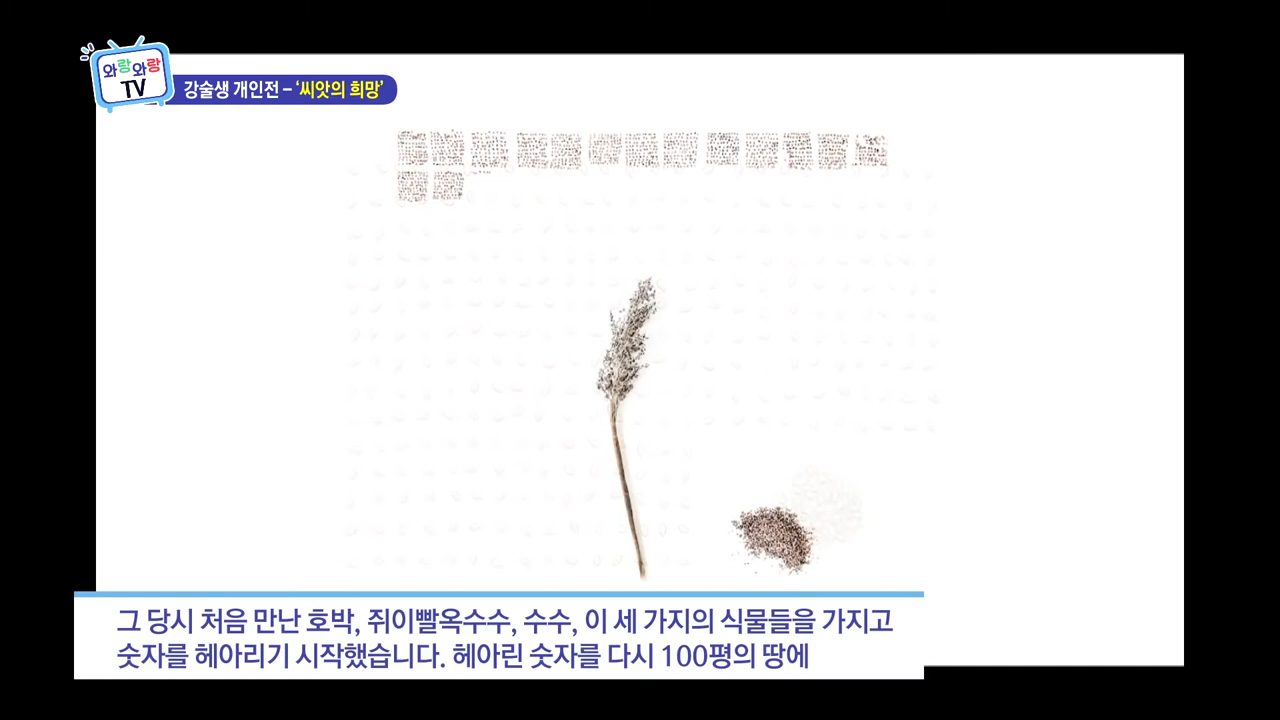 와랑와랑
TV
강술생 개인전 – ‘씨앗의 희망’
그 당시 처음 만난 호박, 쥐이빨옥수수, 수수, 이 세 가지의 식물들을 가지고
숫자를 헤아리기 시작했습니다. 헤아린 숫자를 다시 100평의 땅에